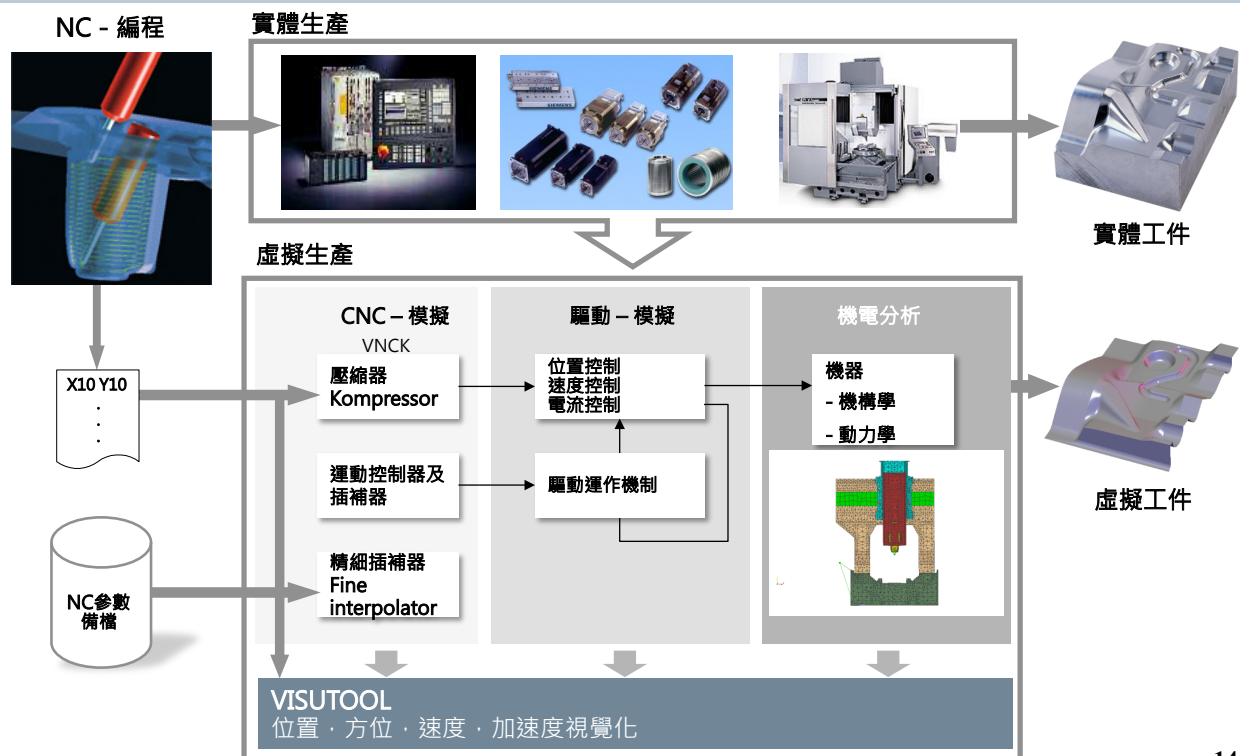 NC - 編程
實體生產
SIEMENS
SIEMENS
實體工件
虛擬生產
CNC – 模擬
VNCK
驅動 – 模擬
機電分析
X10 Y10
.
.
.
壓縮器
Kompressor
位置控制
速度控制
電流控制
機器
- 機構學
- 動力學
運動控制器及
插補器
驅動運作機制
虛擬工件
NC參數
備檔
精細插補器
Fine
interpolator
VISUTOOL
位置．方位．速度．加速度視覺化